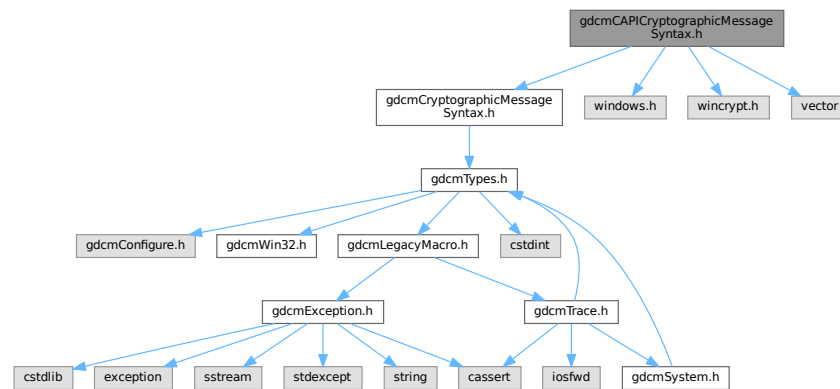 gdcmCAPICryptographicMessage
Syntax.h
gdcmCryptographicMessage
Syntax.h
windows.h
wincrypt.h
vector
gdcmTypes.h
gdcmConfigure.h
gdcmWin32.h
gdcmLegacyMacro.h
cstdint
gdcmException.h
gdcmTrace.h
cstdlib
exception
sstream
stdexcept
string
cassert
iosfwd
gdcmSystem.h